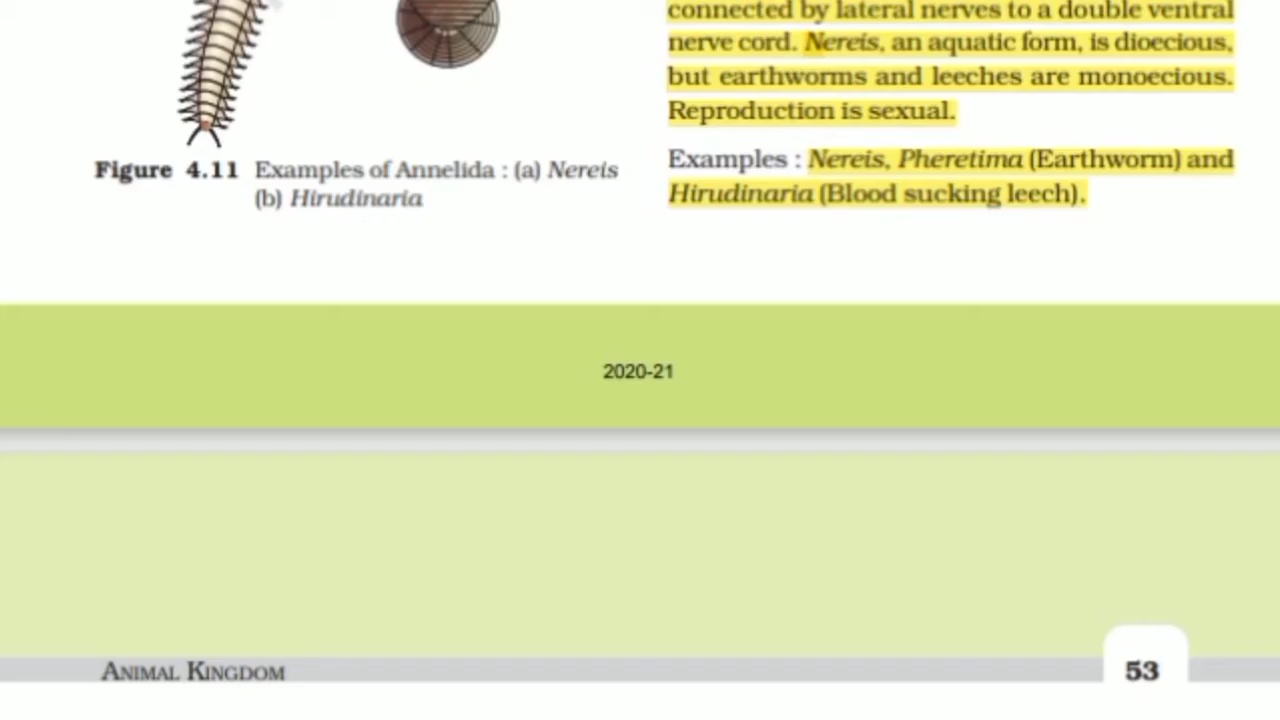 connected by lateral nerves to a double ventral
nerve cord. Nereis, an aquatic form, is dioecious,
but earthworms and leeches are monoecious.
Reproduction is sexual.
Examples : Nereis, Pheretima (Earthworm) and
Hirudinaria (Blood sucking leech).
Figure 4.11 Examples of Annelida : (a) Nereis
(b) Hirudinaria
2020-21
ANIMAL KINGDOM
53